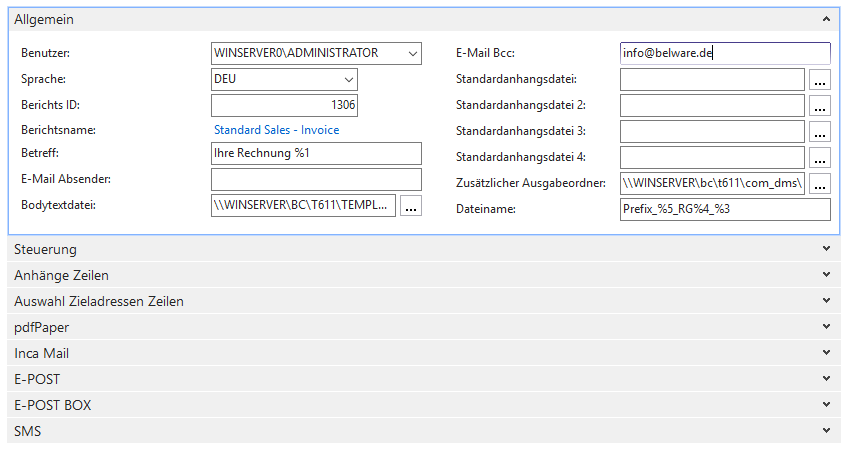 Allgemein
Benutzer: WINSERVER0\ADMINISTRATOR
Sprache: DEU
Berichts ID: 1306
Berichtsname: Standard Sales - Invoice
Betreff: Ihre Rechnung %1
E-Mail Absender:
Bodytextdatei: \\WINSERVER\BC\T611\TEMPL... ...
E-Mail Bcc: info@belware.de
Standardanhangsdatei: ...
Standardanhangsdatei 2: ...
Standardanhangsdatei 3: ...
Standardanhangsdatei 4: ...
Zusätzlicher Ausgabeordner: \\WINSERVER\bc\t611\com_dms\ ...
Dateiname: Prefix_%5_RG%4_%3
Steuerung
Anhänge Zeilen
Auswahl Zieladressen Zeilen
pdfPaper
Inca Mail
E-POST
E-POST BOX
SMS